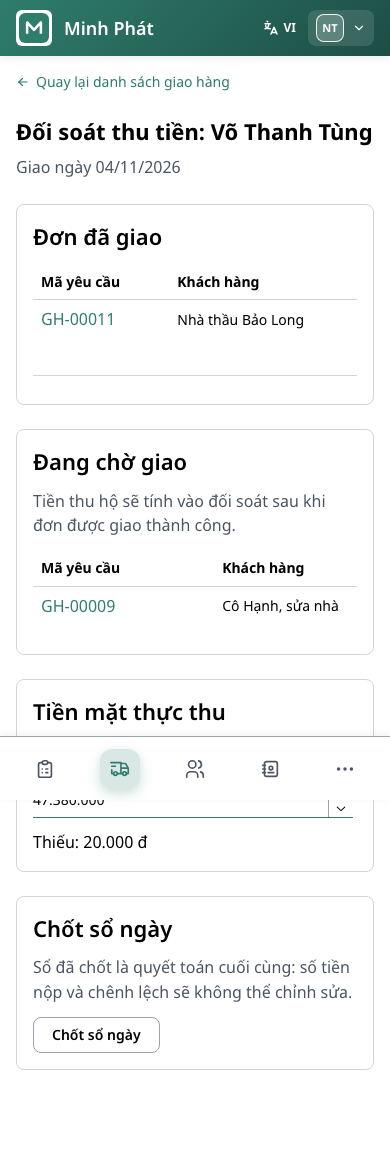 Minh Phát
VI
NT
Quay lại danh sách giao hàng
Đối soát thu tiền: Võ Thanh Tùng
Giao ngày 04/11/2026
Đơn đã giao
Mã yêu cầu Khách hàng
GH-00011 Nhà thầu Bảo Long
Đang chờ giao
Tiền thu hộ sẽ tính vào đối soát sau khi
đơn được giao thành công.
Mã yêu cầu Khách hàng
GH-00009 Cô Hạnh, sửa nhà
Tiền mặt thực thu
47.380.000
Thiếu: 20.000 đ
Chốt sổ ngày
Sổ đã chốt là quyết toán cuối cùng: số tiền
nộp và chênh lệch sẽ không thể chỉnh sửa.
Chốt sổ ngày